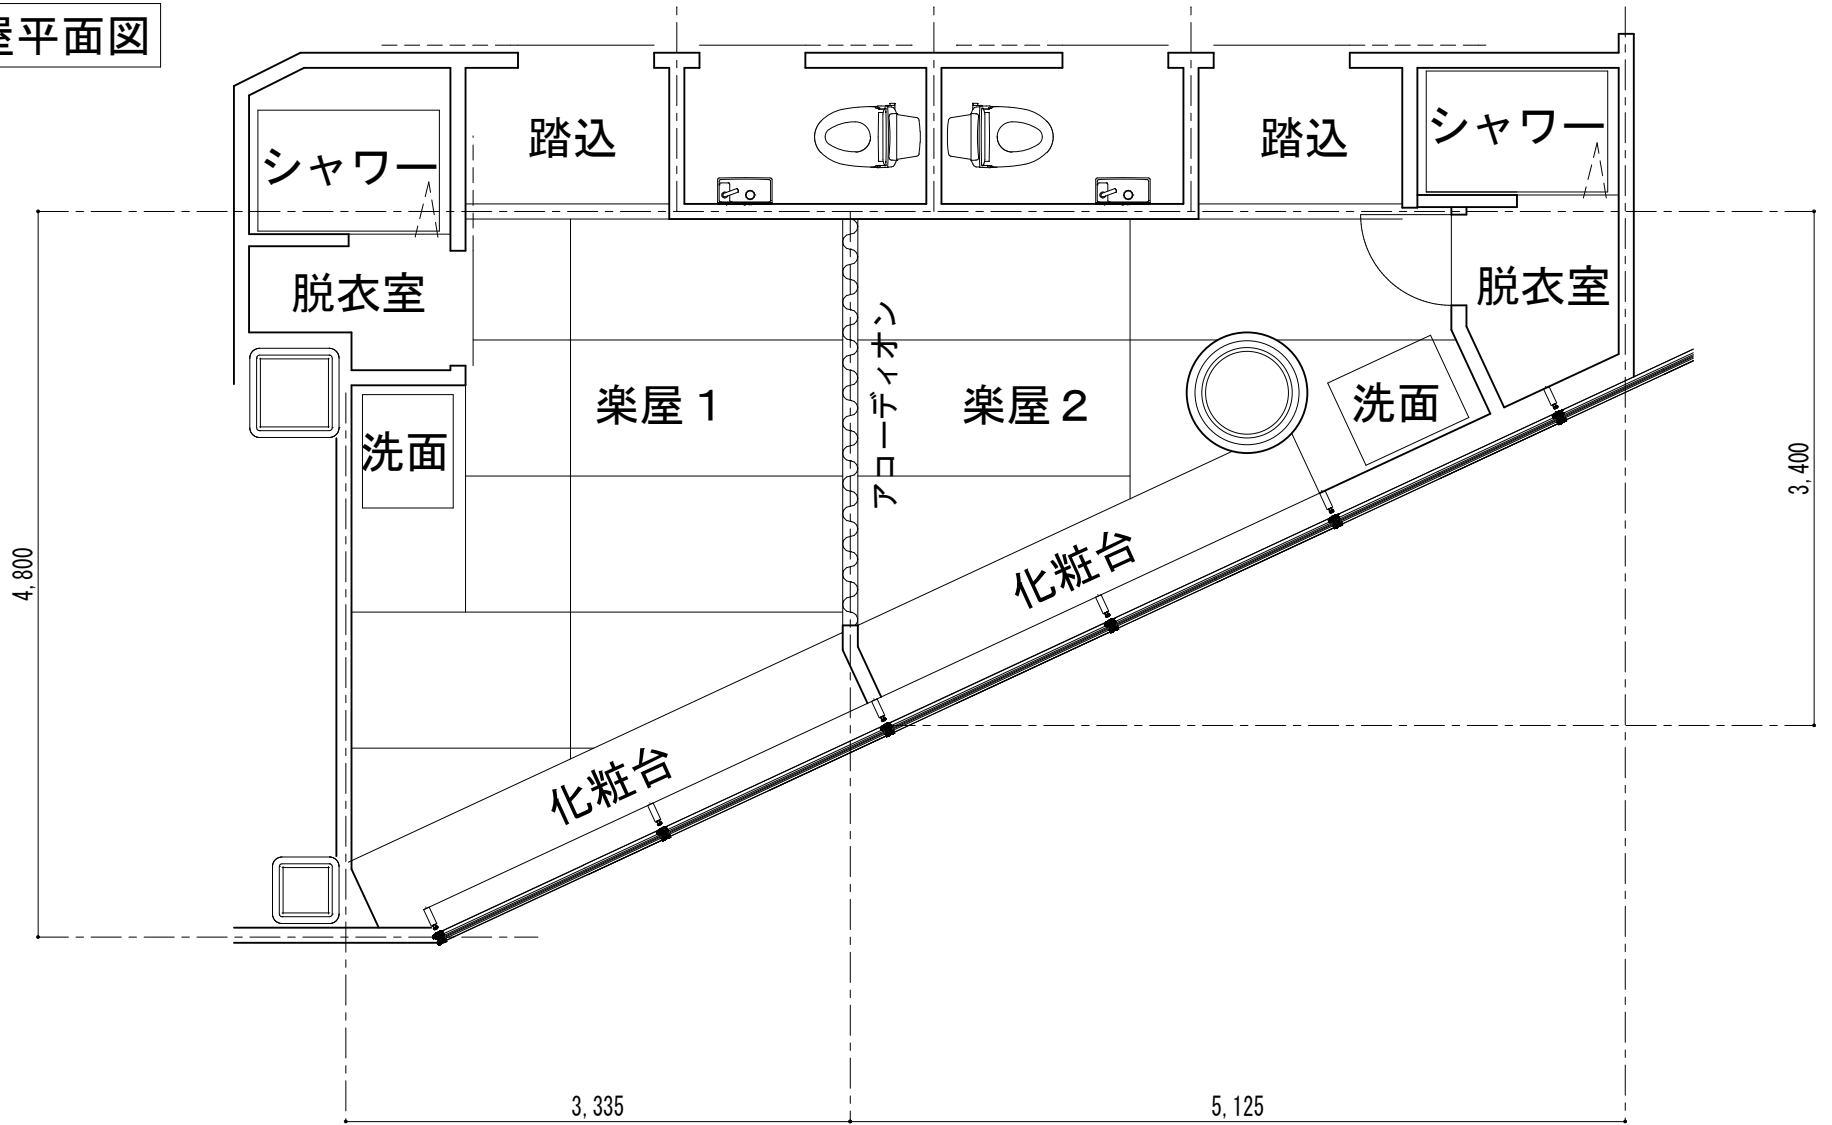 屋平面図
シャワー
踏込
踏込
シャワー
脱衣室
脱衣室
アコーディオン
楽屋1
楽屋2
洗面
洗面
3,400
4,800
化粧台
化粧台
3,335
5,125